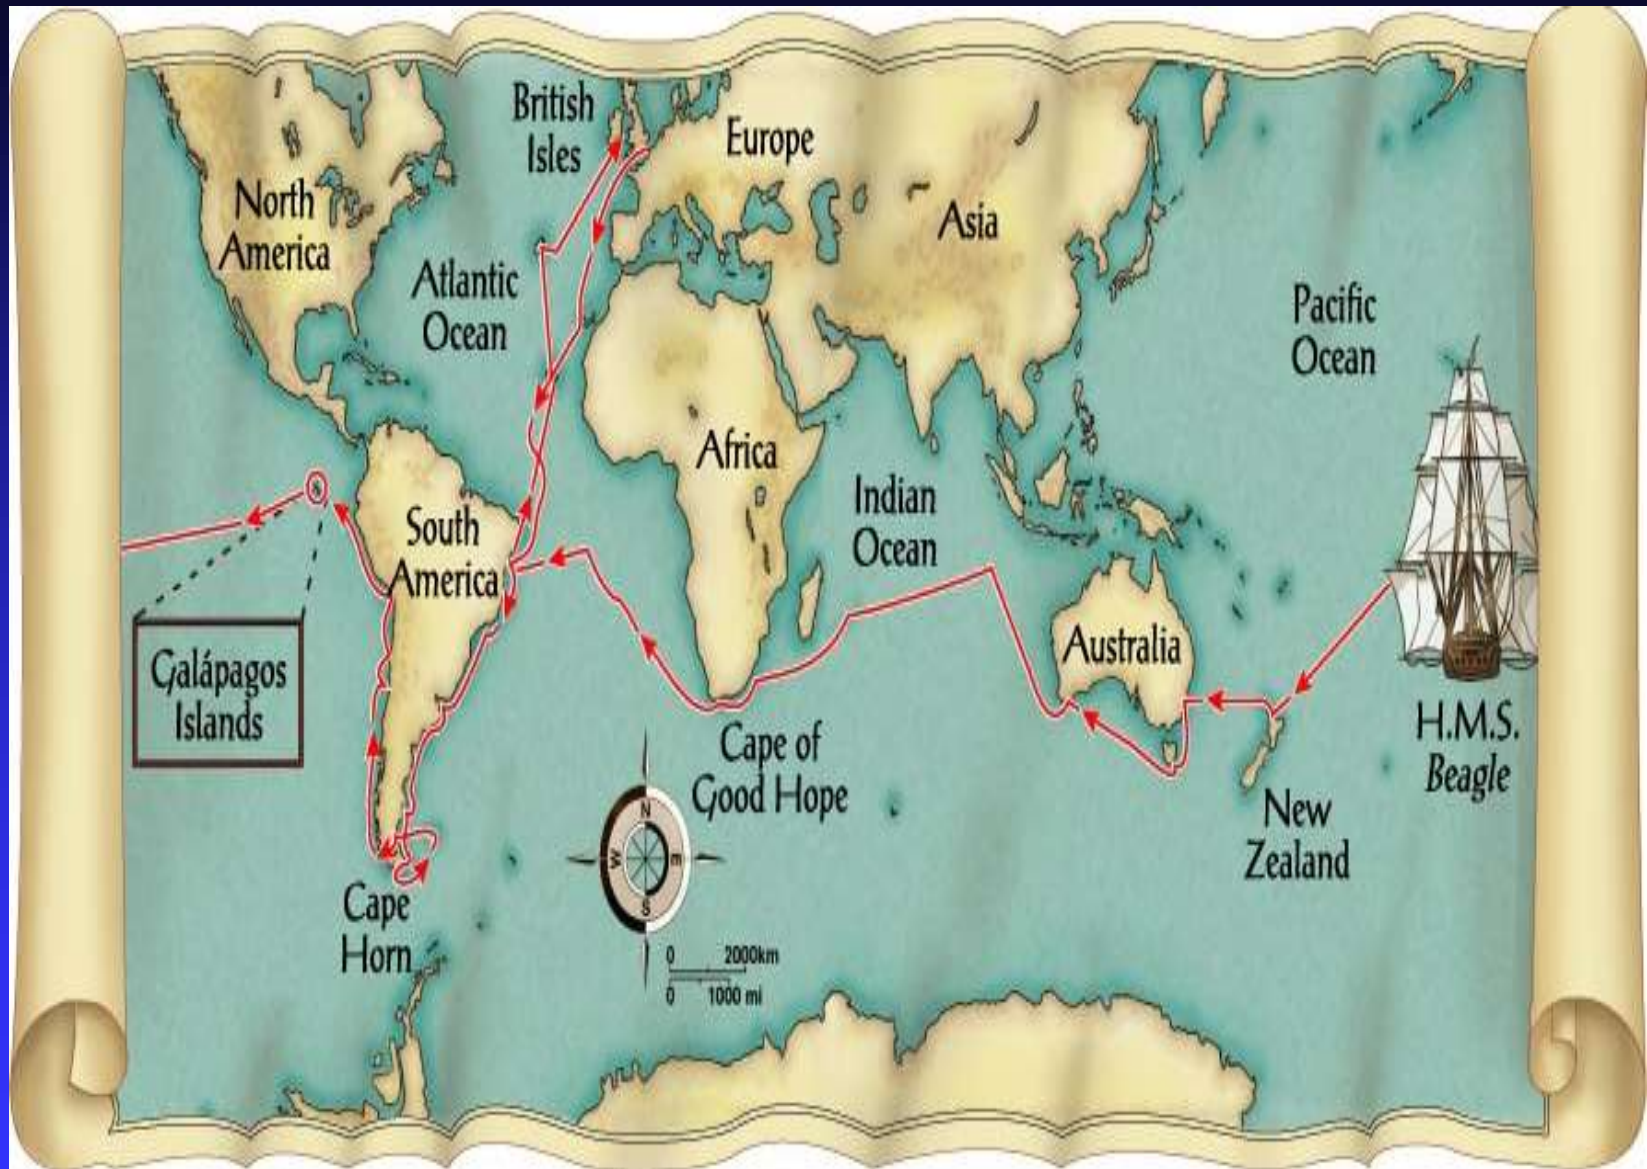 British
Isles
Europe
North
America
Asia
Atlantic
Ocean
Pacific
Ocean
Africa
South
America
Indian
Ocean
Galápagos
Islands
Australia
H.M.S.
Beagle
Cape of
Good Hope
New
Zealand
Cape
Horn
N
W
E
S
0 2000km
0 1000 mi